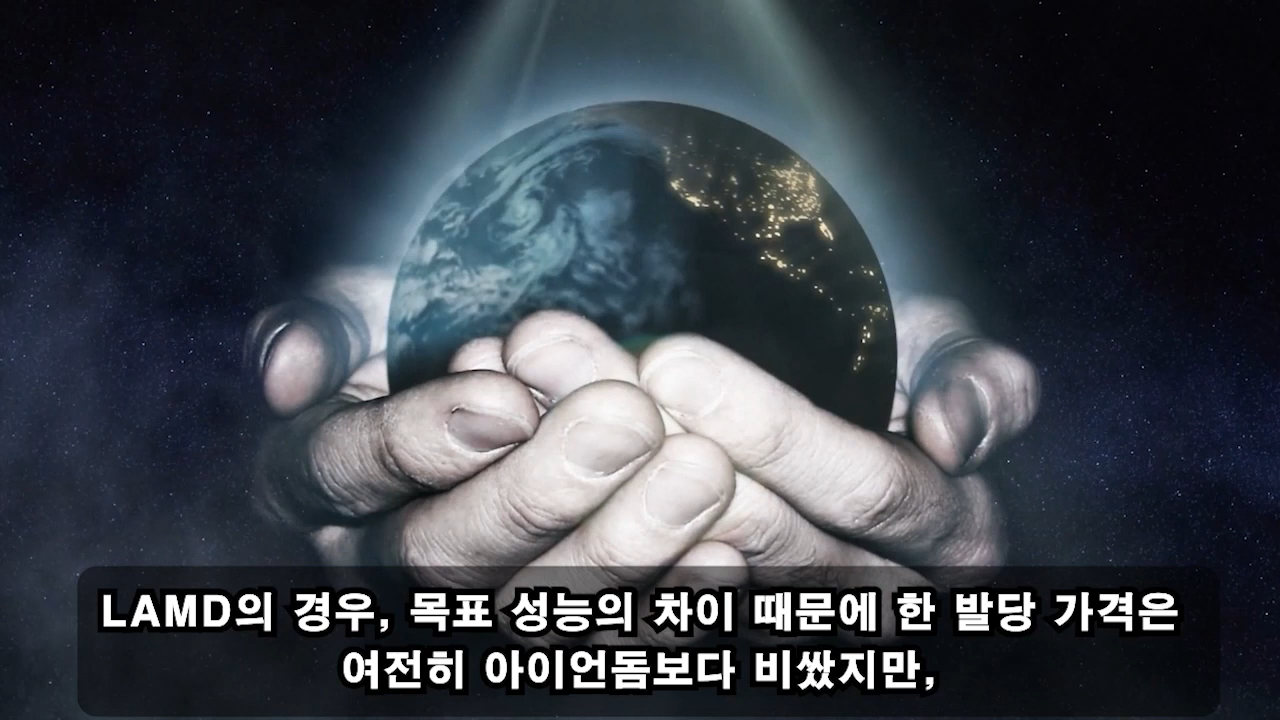 LAMD의 경우, 목표 성능의 차이 때문에 한 발당 가격은
여전히 아이언돔보다 비쌌지만,